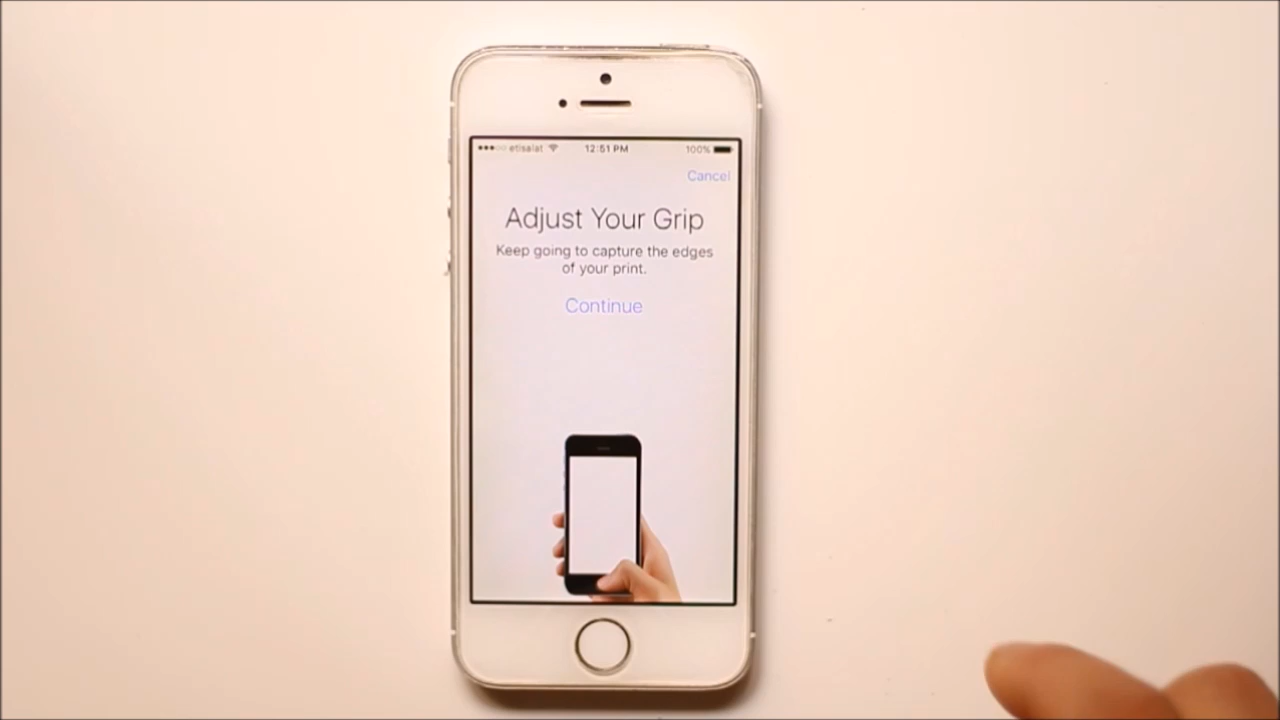 etisalat 12:51 PM 100%
Cancel
Adjust Your Grip
Keep going to capture the edges
of your print.
Continue